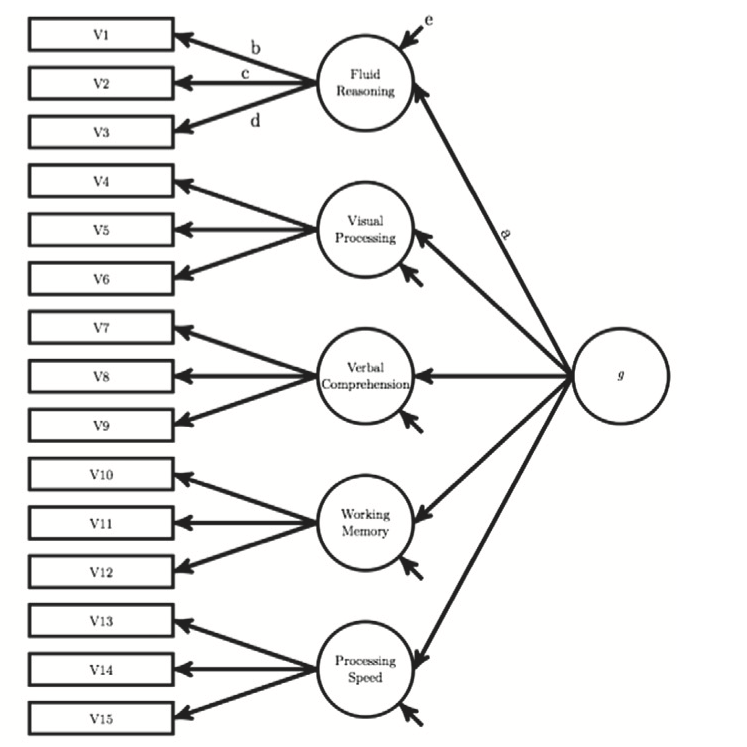 V1
V2
V3
V4
V5
V6
V7
V8
V9
V10
V11
V12
V13
V14
V15
b
c
d
e
Fluid
Reasoning
Visual
Processing
Verbal
Comprehension
Working
Memory
Processing
Speed
a
g